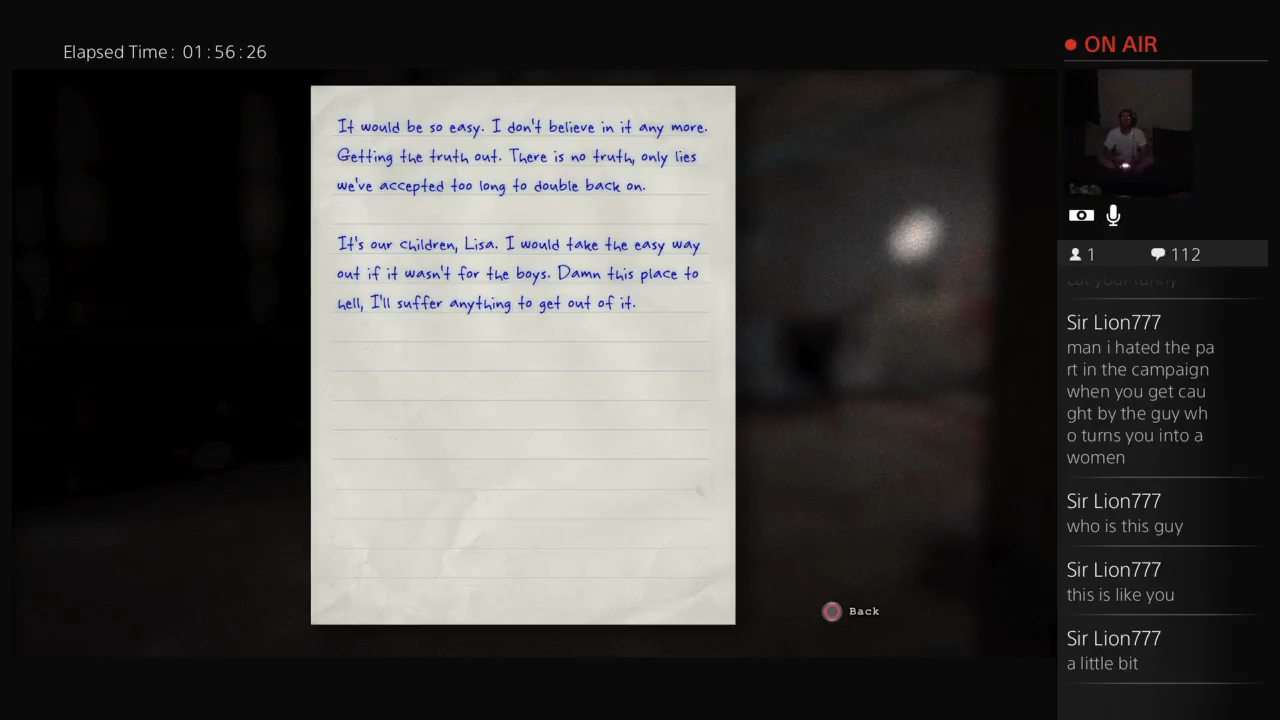 Elapsed Time: 01:56:26
ON AIR
It would be so easy. I don't believe in it any more.
Getting the truth out. There is no truth, only lies
we've accepted too long to double back on.
It's our children, Lisa. I would take the easy way
out if it wasn't for the boys. Damn this place to
hell, I'll suffer anything to get out of it.
Back
1 112
Sir Lion777
man i hated the pa
rt in the campaign
when you get cau
ght by the guy wh
o turns you into a
women
Sir Lion777
who is this guy
Sir Lion777
this is like you
Sir Lion777
a little bit